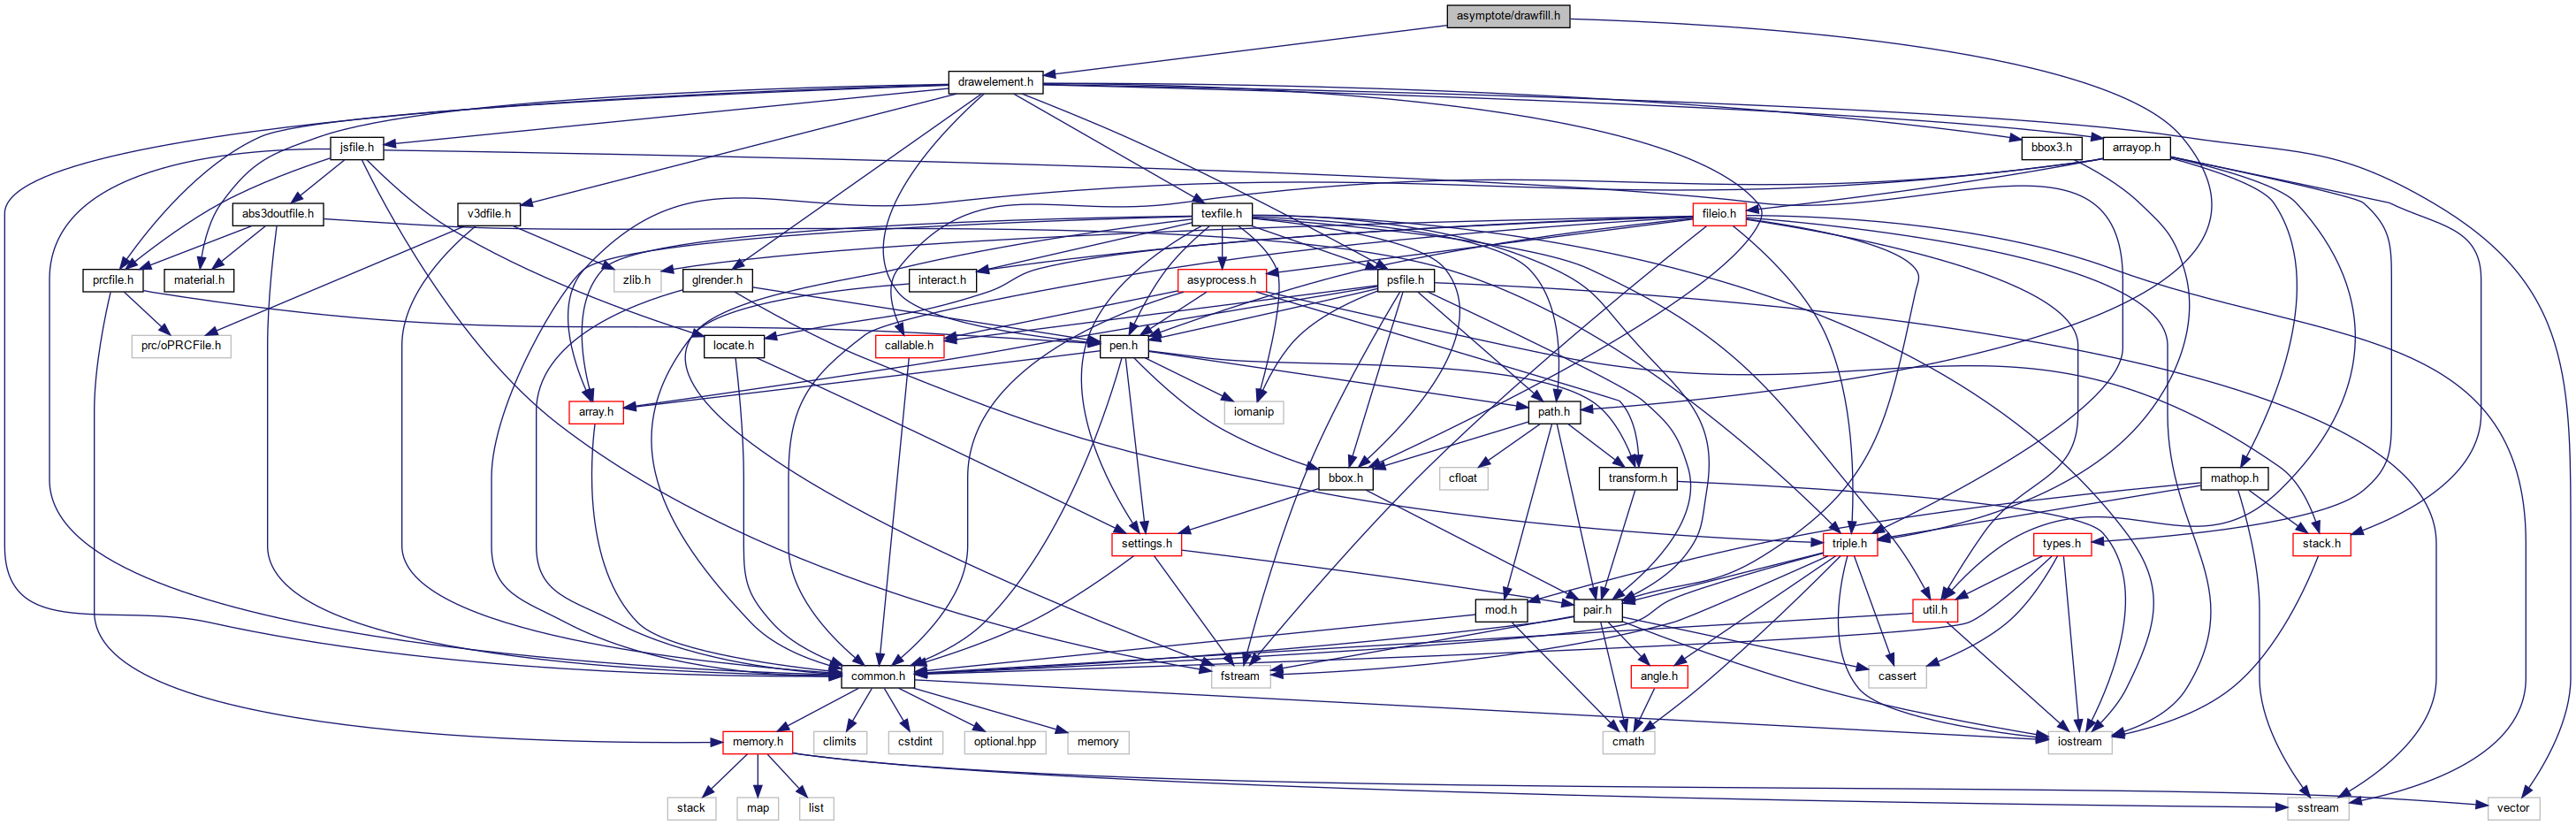 asymptote/drawfill.h
drawelement.h
jsfile.h
bbox3.h
arrayop.h
abs3doutfile.h
v3dfile.h
texfile.h
fileio.h
prcfile.h
material.h
zlib.h
glrender.h
interact.h
asyprocess.h
psfile.h
prc/oPRCFile.h
locate.h
callable.h
pen.h
array.h
iomanip
path.h
bbox.h
cfloat
transform.h
mathop.h
settings.h
triple.h
types.h
stack.h
mod.h
pair.h
util.h
common.h
fstream
angle.h
cassert
memory.h
climits
cstdint
optional.hpp
memory
cmath
iostream
stack
map
list
sstream
vector